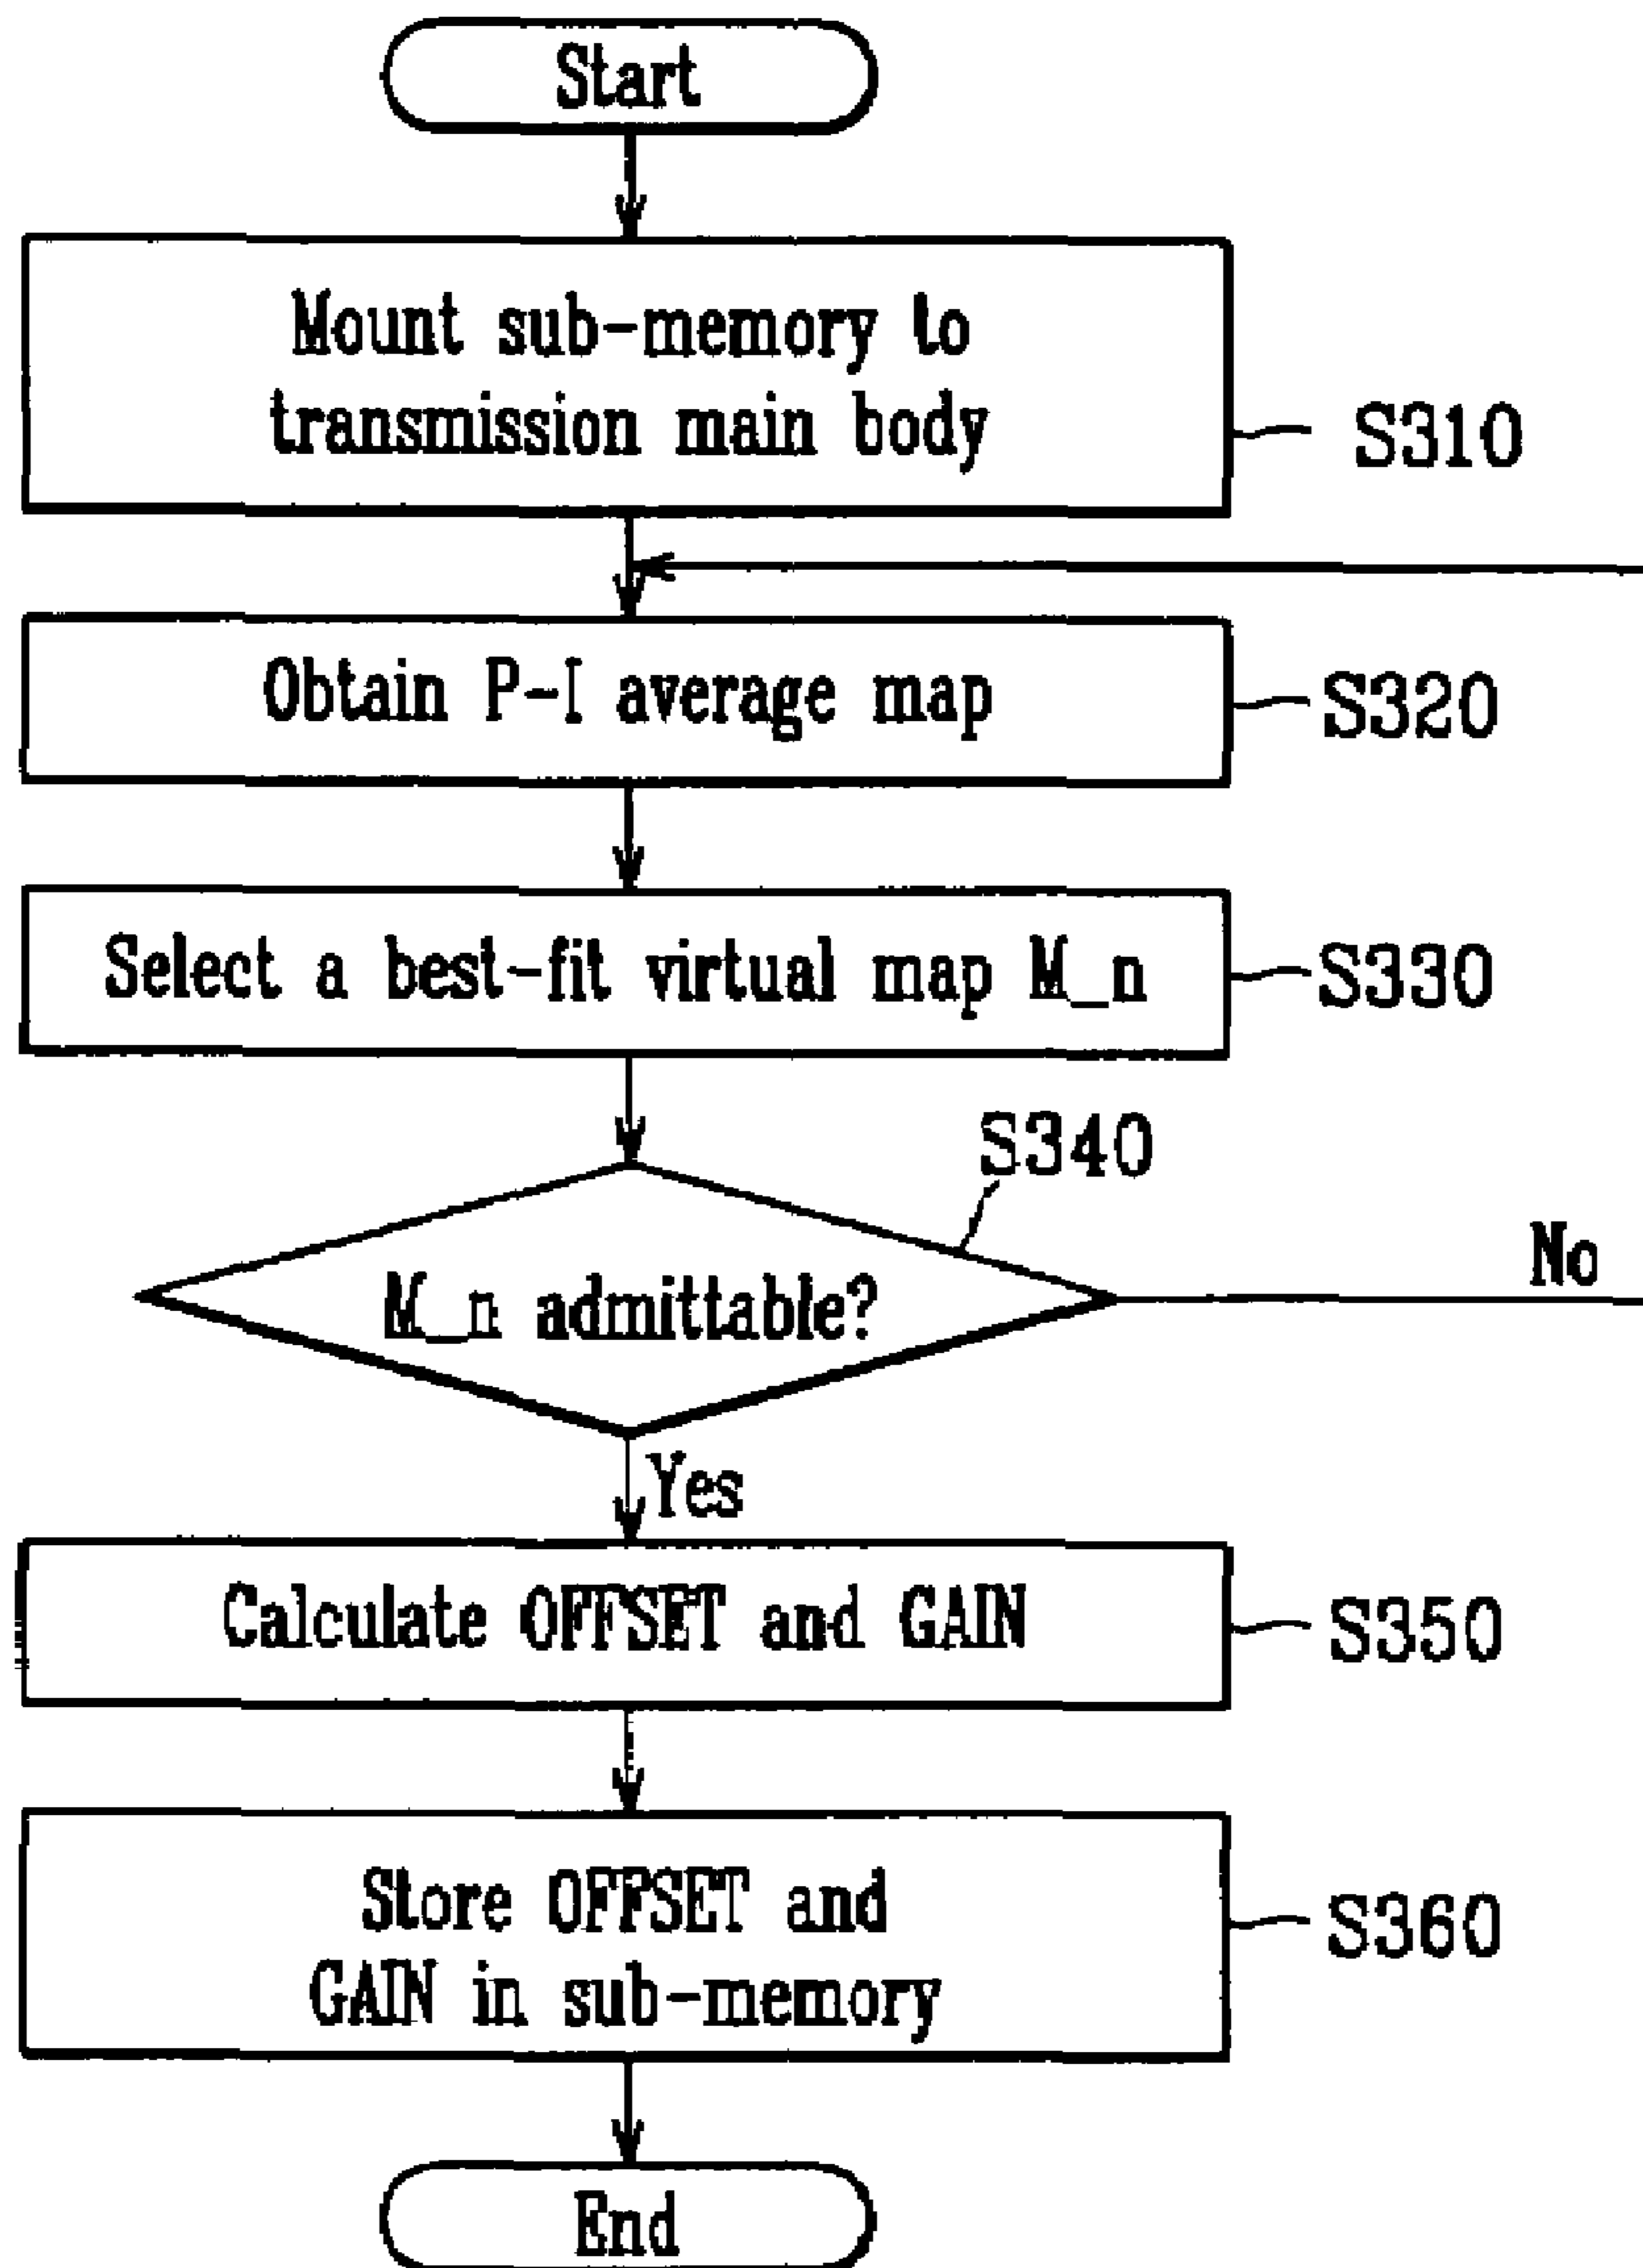 Start
Mount sub-memory to
transmission main body
S310
Obtain P-I average map
S320
Select a best-fit virtual map M_n
S330
S340
M_n admittable?
No
Yes
Calculate OFFSET and GAIN
S350
Store OFFSET and
GAIN in sub-memory
S360
End